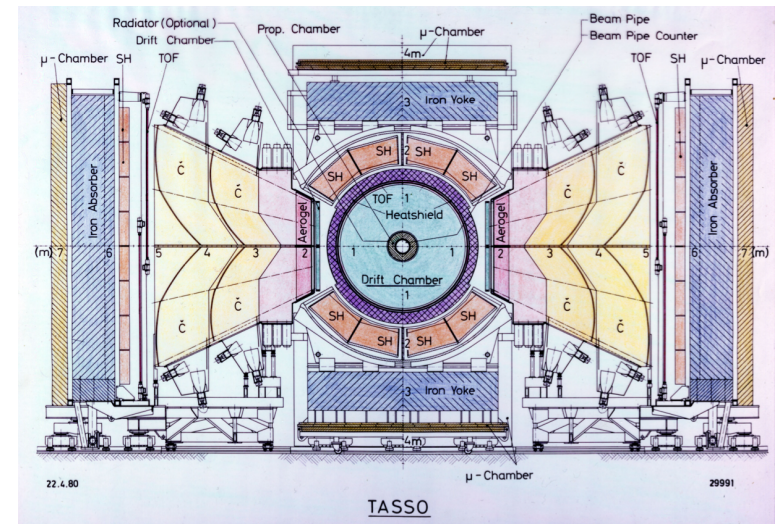 Radiator (Optional)
Drift Chamber
Prop. Chamber
μ-Chamber
4m
Beam Pipe
Beam Pipe Counter
μ-Chamber
SH
TOF
TOF
SH
μ-Chamber
3 Iron Yoke
SH
2
SH
SH
SH
Č
Č
Č
Č
Iron Absorber
Aerogel
TOF 1
Heatshield
Aerogel
Iron Absorber
(m)
7
6
5
4
3
2
1
1
2
3
4
5
6
7
(m)
Drift Chamber
1
Č
Č
Č
Č
SH
SH
2
SH
SH
3 Iron Yoke
4m)
μ-Chamber
22.4.80
29991
TASSO